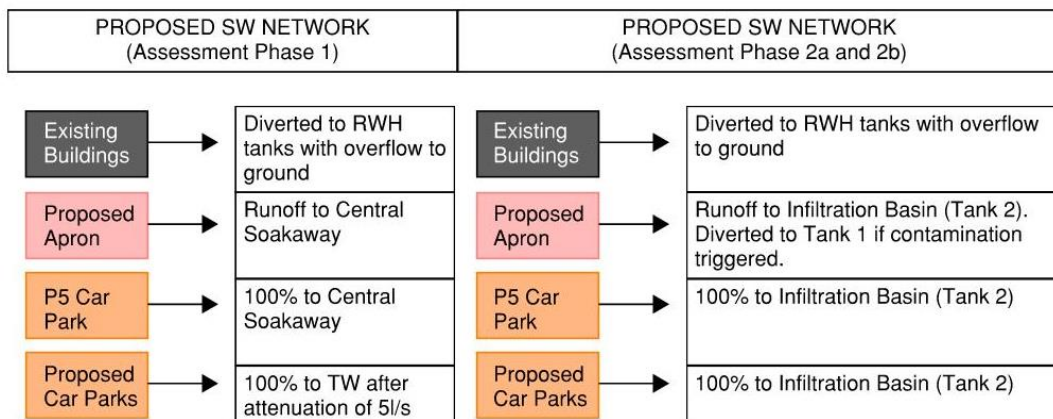 PROPOSED SW NETWORK
(Assessment Phase 1)
PROPOSED SW NETWORK
(Assessment Phase 2a and 2b)
Existing
Buildings
Diverted to RWH
tanks with overflow to
ground
Existing
Buildings
Diverted to RWH tanks with overflow
to ground
Proposed
Apron
Runoff to Central
Soakaway
Proposed
Apron
Runoff to Infiltration Basin (Tank 2).
Diverted to Tank 1 if contamination
triggered.
P5 Car
Park
100% to Central
Soakaway
P5 Car
Park
100% to Infiltration Basin (Tank 2)
Proposed
Car Parks
100% to TW after
attenuation of 5l/s
Proposed
Car Parks
100% to Infiltration Basin (Tank 2)